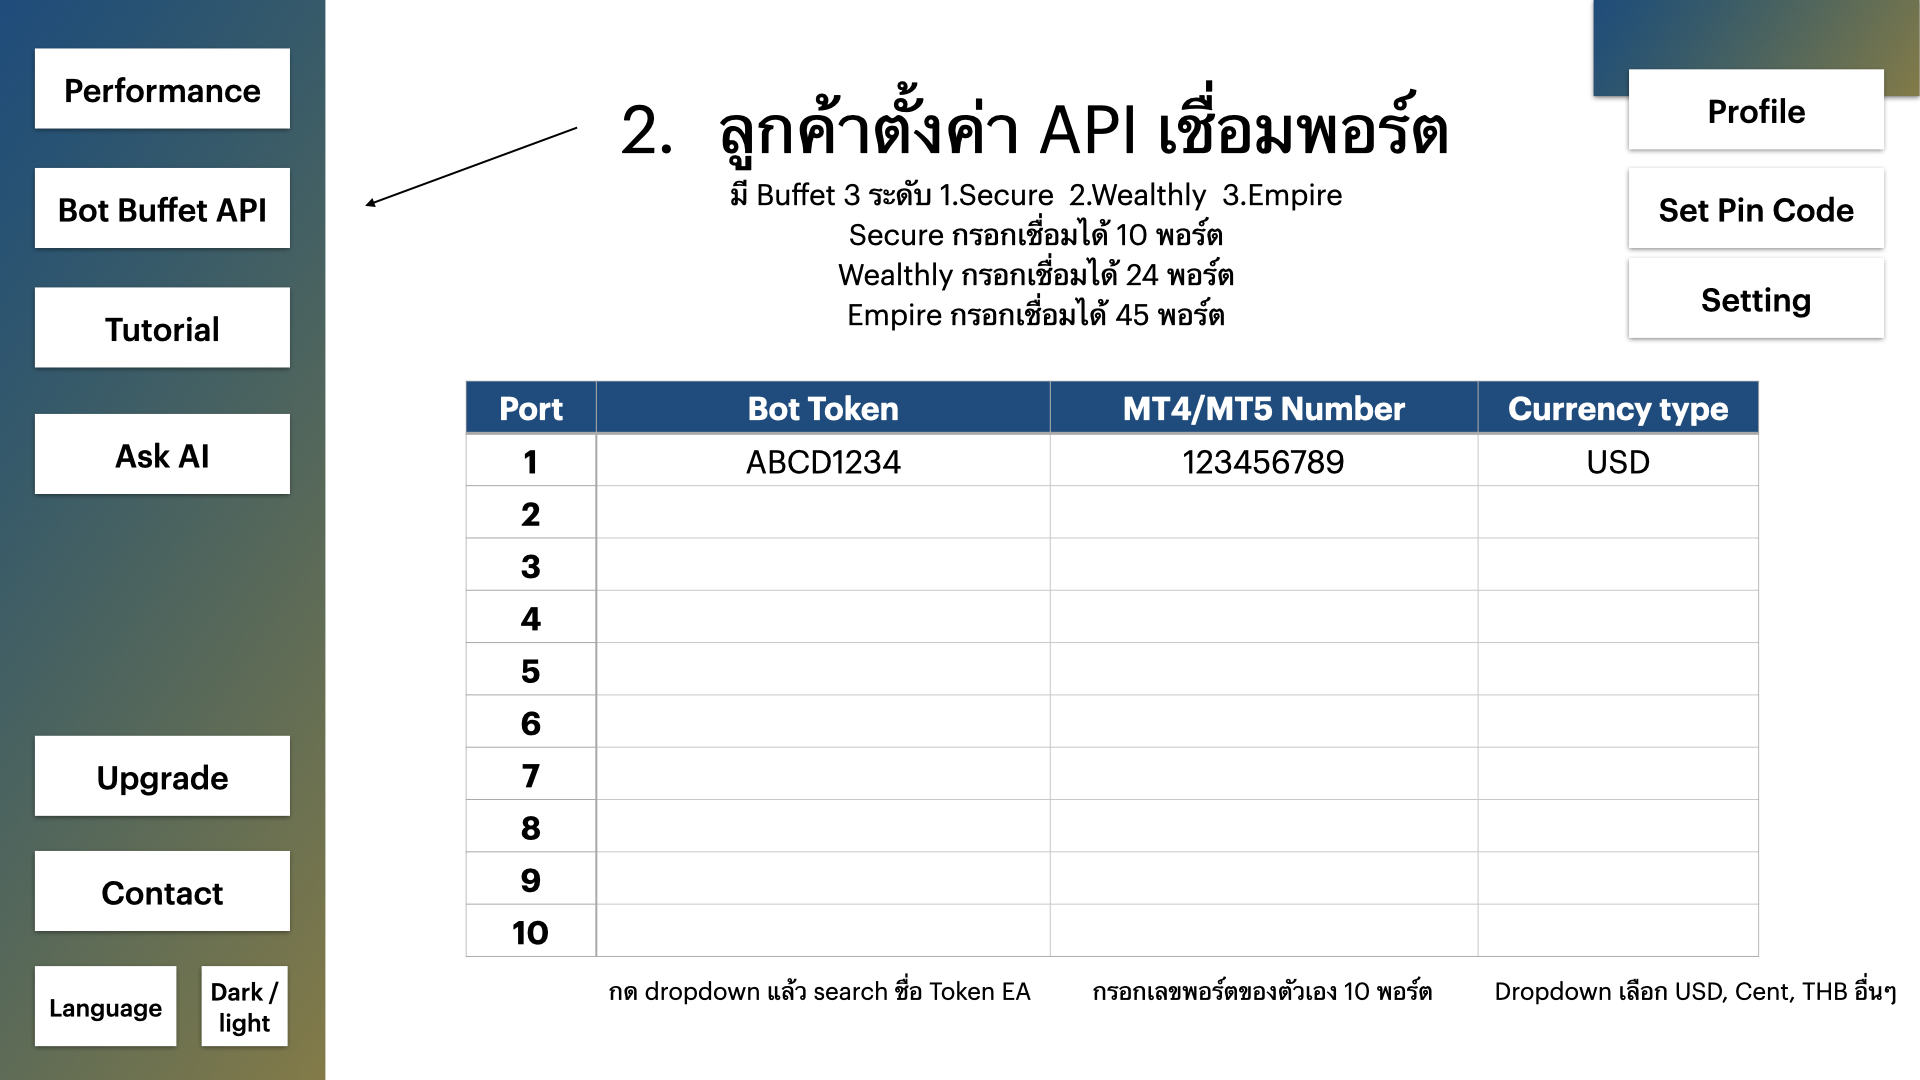 Performance
Bot Buffet API
Tutorial
Ask AI
Upgrade
Contact
Language
Dark /
light
2. ลูกค้าตั้งค่า API เชื่อมพอร์ต
มี Buffet 3 ระดับ 1.Secure 2.Wealthly 3.Empire
Secure กรอกเชื่อมได้ 10 พอร์ต
Wealthly กรอกเชื่อมได้ 24 พอร์ต
Empire กรอกเชื่อมได้ 45 พอร์ต
Profile
Set Pin Code
Setting
Port Bot Token MT4/MT5 Number Currency type
1 ABCD1234 123456789 USD
2
3
4
5
6
7
8
9
10
กด dropdown แล้ว search ชื่อ Token EA
กรอกเลขพอร์ตของตัวเอง 10 พอร์ต
Dropdown เลือก USD, Cent, THB อื่นๆ